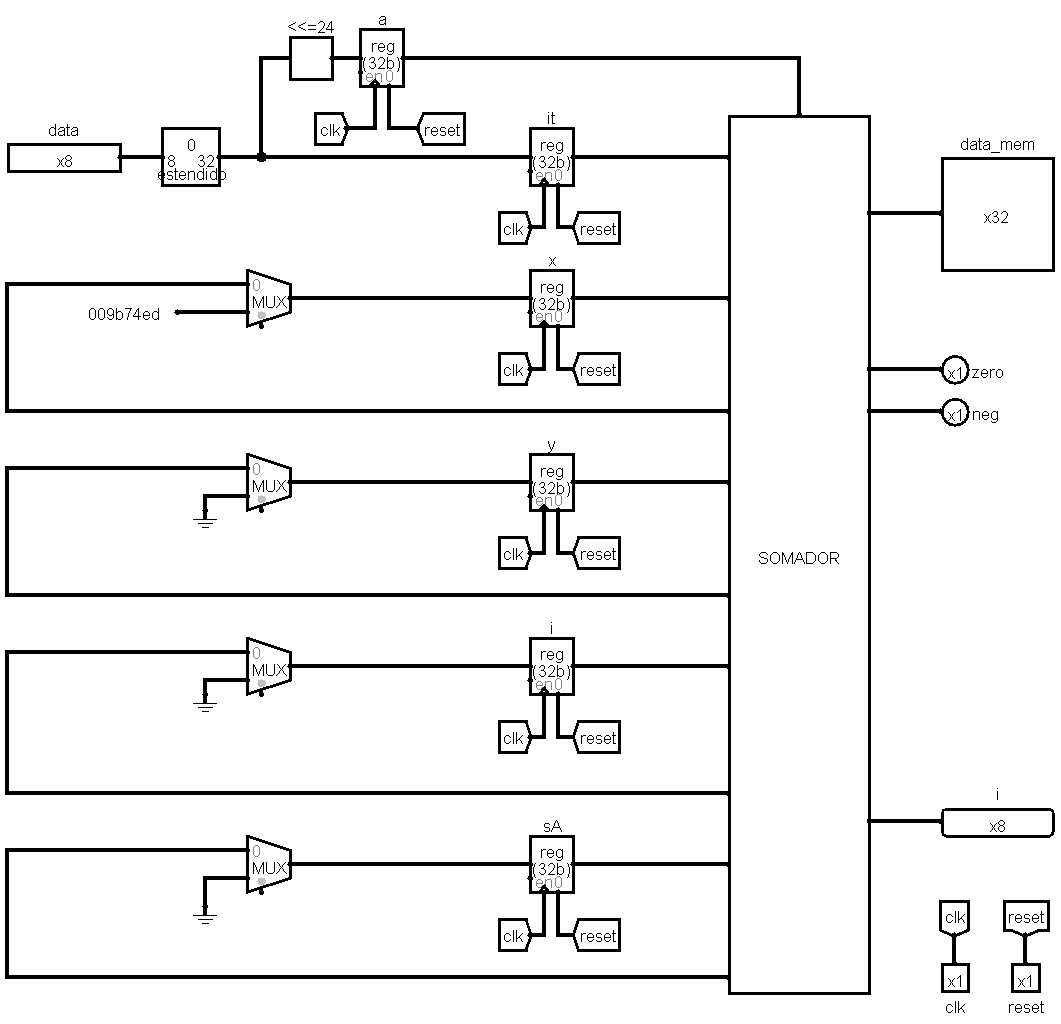 a
<<=24
reg
(32b)
en0
clk
reset
data
x8
0
8 32
estendido
it
reg
(32b)
en0
clk
reset
data_mem
x32
x
0
MUX
009b74ed
reg
(32b)
en0
clk
reset
x1 zero
x1 neg
y
0
MUX
reg
(32b)
en0
clk
reset
SOMADOR
i
0
MUX
reg
(32b)
en0
clk
reset
i
x8
sA
0
MUX
reg
(32b)
en0
clk
reset
clk
reset
x1
x1
clk
reset